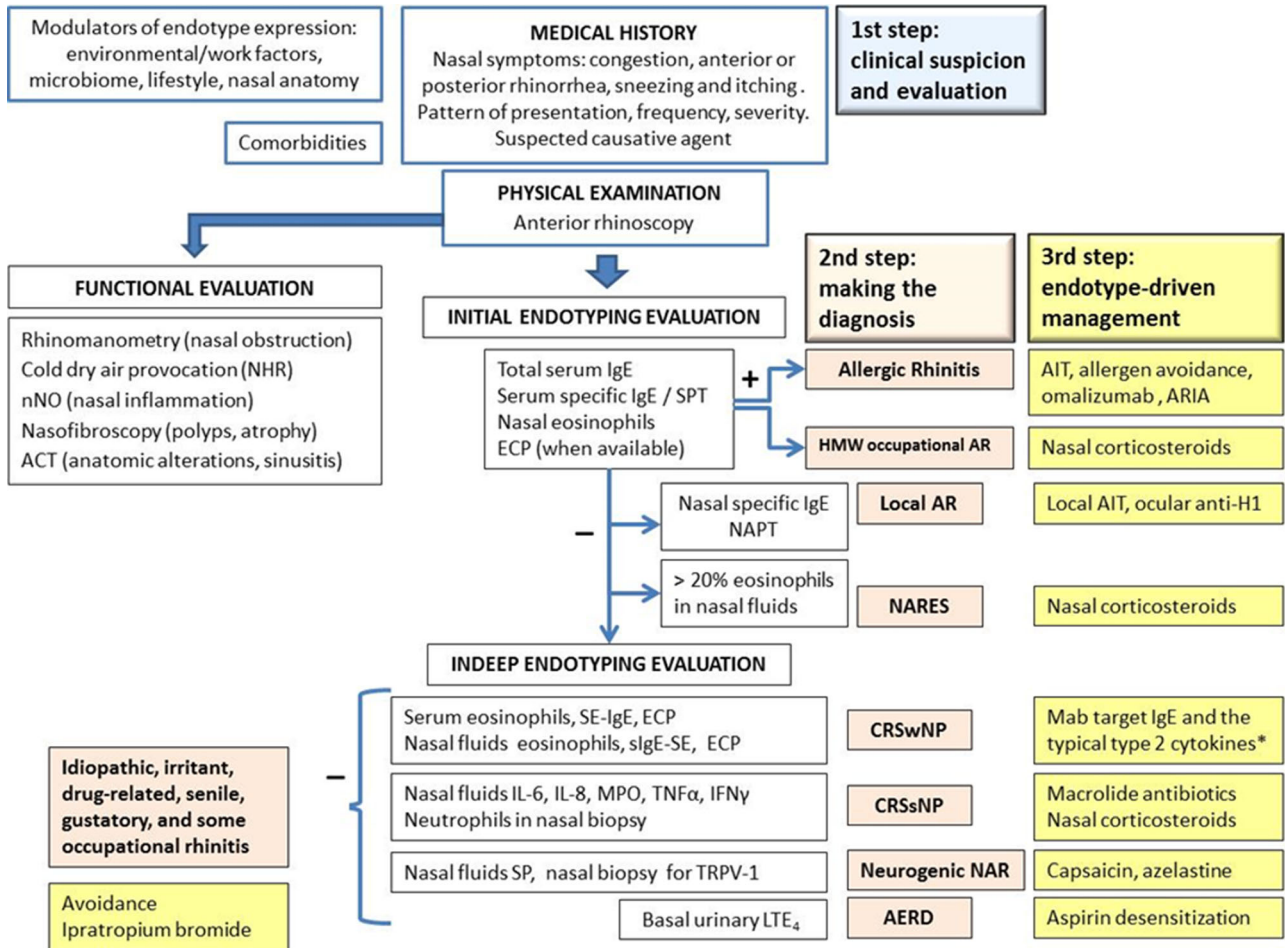 Modulators of endotype expression:
environmental/work factors,
microbiome, lifestyle, nasal anatomy
Comorbidities
MEDICAL HISTORY
Nasal symptoms: congestion, anterior or
posterior rhinorrhea, sneezing and itching .
Pattern of presentation, frequency, severity.
Suspected causative agent
1st step:
clinical suspicion
and evaluation
PHYSICAL EXAMINATION
Anterior rhinoscopy
FUNCTIONAL EVALUATION
Rhinomanometry (nasal obstruction)
Cold dry air provocation (NHR)
nNO (nasal inflammation)
Nasofibroscopy (polyps, atrophy)
ACT (anatomic alterations, sinusitis)
INITIAL ENDOTYPING EVALUATION
2nd step:
making the
diagnosis
3rd step:
endotype-driven
management
Total serum IgE
Serum specific IgE / SPT
Nasal eosinophils
ECP (when available)
+
Allergic Rhinitis
AIT, allergen avoidance,
omalizumab , ARIA
HMW occupational AR
Nasal corticosteroids
−
Nasal specific IgE
NAPT
Local AR
Local AIT, ocular anti-H1
> 20% eosinophils
in nasal fluids
NARES
Nasal corticosteroids
INDEEP ENDOTYPING EVALUATION
Serum eosinophils, SE-IgE, ECP
Nasal fluids eosinophils, sIgE-SE, ECP
CRSwNP
Mab target IgE and the
typical type 2 cytokines*
Nasal fluids IL-6, IL-8, MPO, TNFα, IFNγ
Neutrophils in nasal biopsy
CRSsNP
Macrolide antibiotics
Nasal corticosteroids
Nasal fluids SP, nasal biopsy for TRPV-1
Neurogenic NAR
Capsaicin, azelastine
Basal urinary LTE₄
AERD
Aspirin desensitization
−
Idiopathic, irritant,
drug-related, senile,
gustatory, and some
occupational rhinitis
Avoidance
Ipratropium bromide